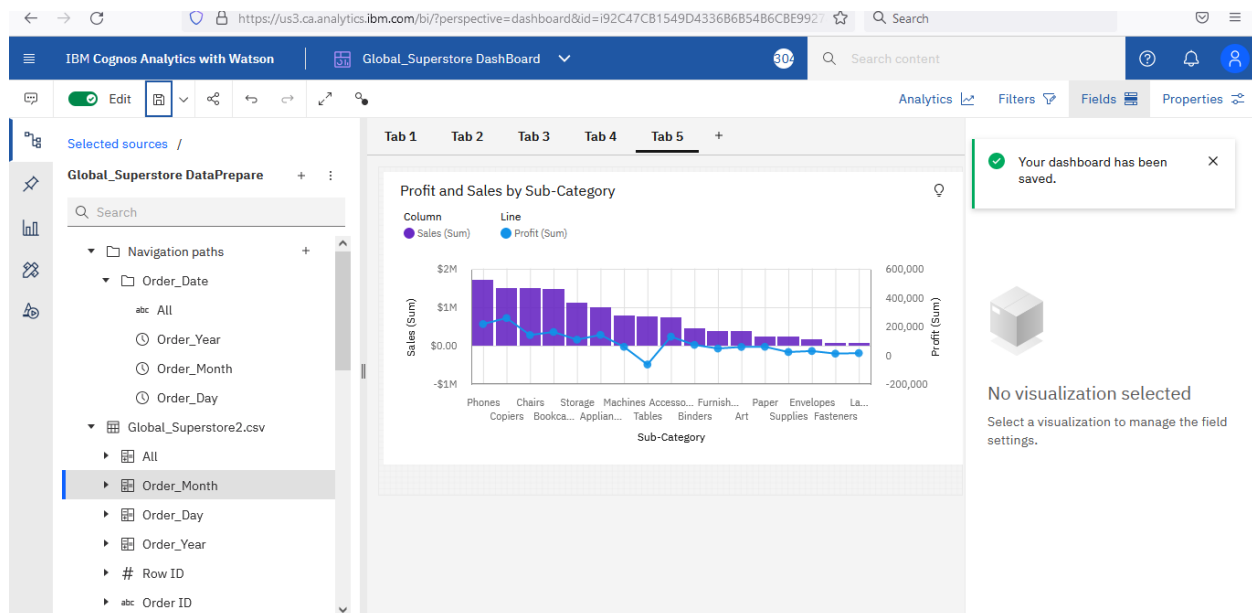 https://us3.ca.analytics.ibm.com/bi/?perspective=dashboard&id=i92C47CB1549D4336B6B54B6CBE9927
Search
IBM Cognos Analytics with Watson
Global_Superstore DashBoard
304
Search content
Edit
Analytics
Filters
Fields
Properties
Selected sources /
Global_Superstore DataPrepare
Search
Navigation paths
Order_Date
abc All
Order_Year
Order_Month
Order_Day
Global_Superstore2.csv
All
Order_Month
Order_Day
Order_Year
# Row ID
abc Order ID
Tab 1 Tab 2 Tab 3 Tab 4 Tab 5 +
Profit and Sales by Sub-Category
Column Line
Sales (Sum) Profit (Sum)
$2M
$1M
$0.00
-$1M
Sales (Sum)
600,000
400,000
200,000
0
-200,000
Profit (Sum)
Phones Chairs Storage Machines Accesso... Furnish... Paper Envelopes La...
Copiers Bookca... Applian... Tables Binders Art Supplies Fasteners
Sub-Category
Your dashboard has been
saved.
No visualization selected
Select a visualization to manage the field
settings.